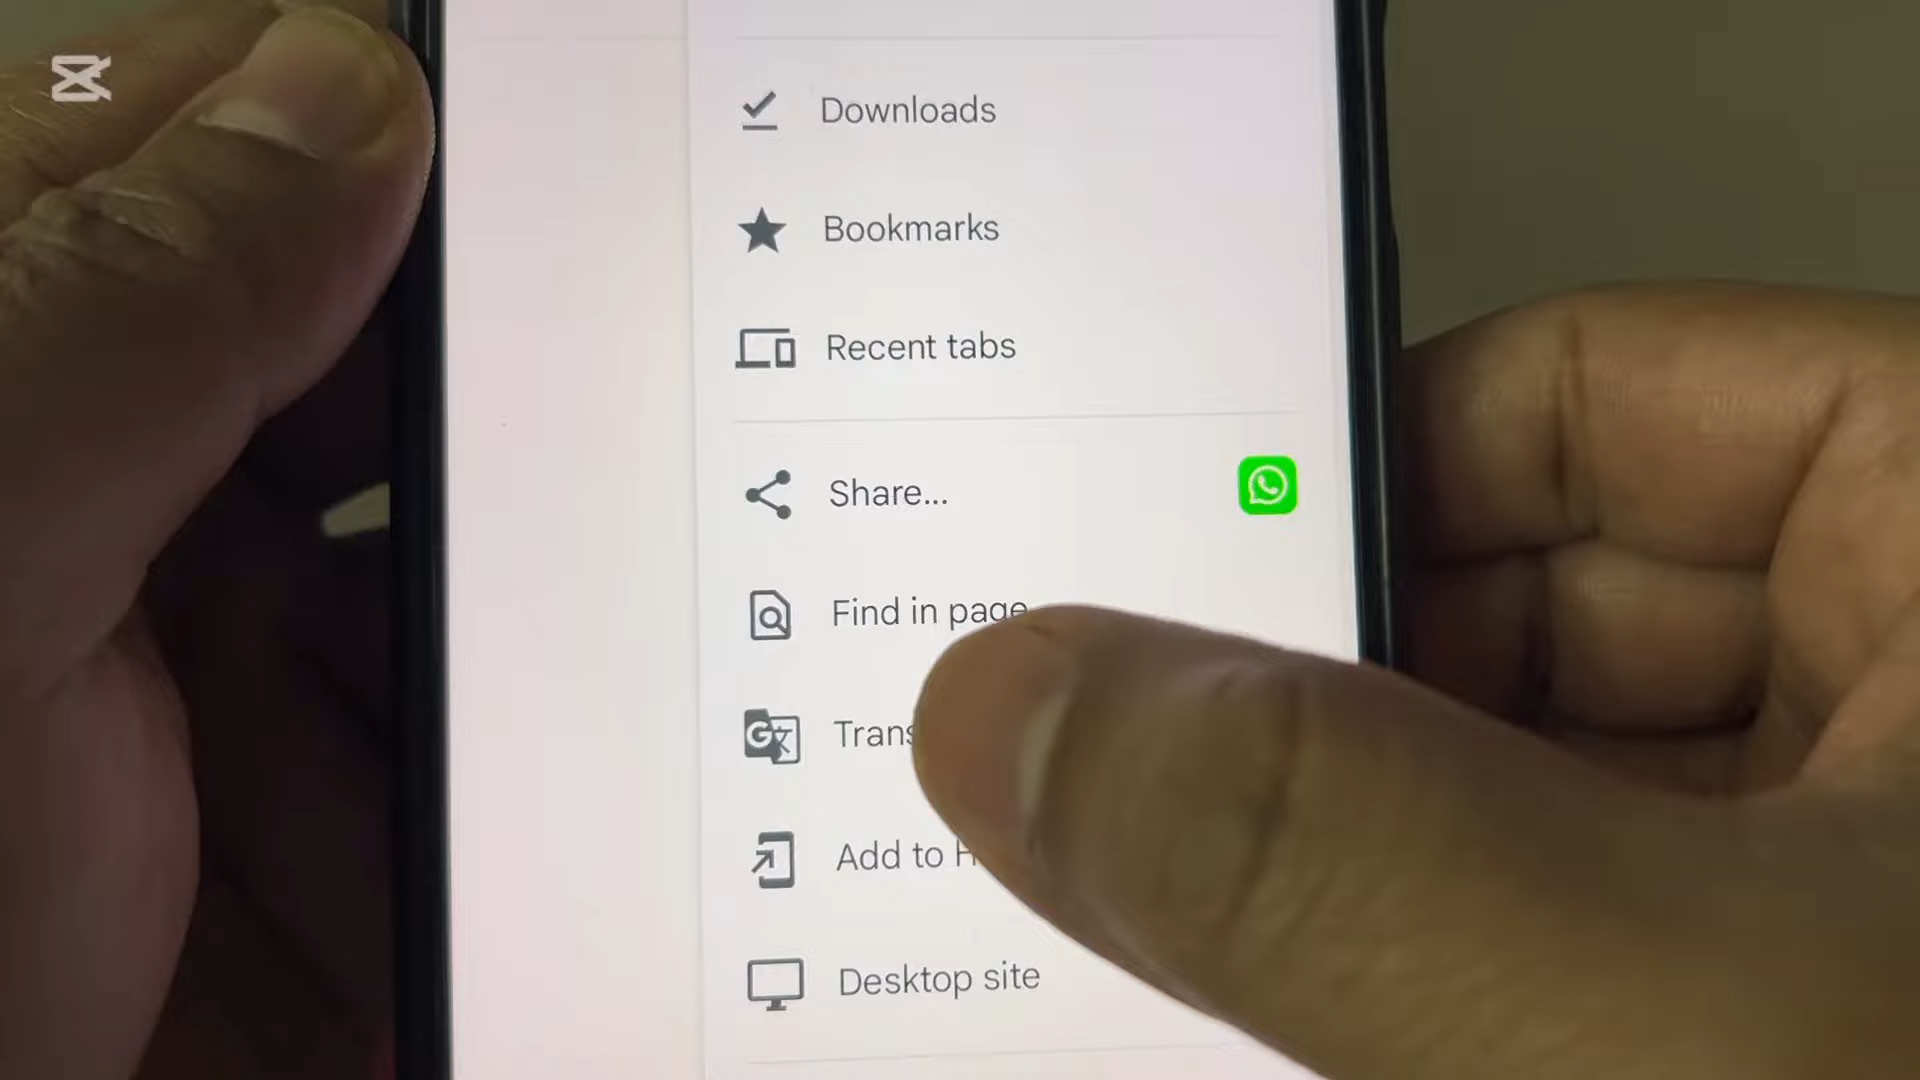 Downloads
Bookmarks
Recent tabs
Share...
Find in page
Trans
Add to H
Desktop site